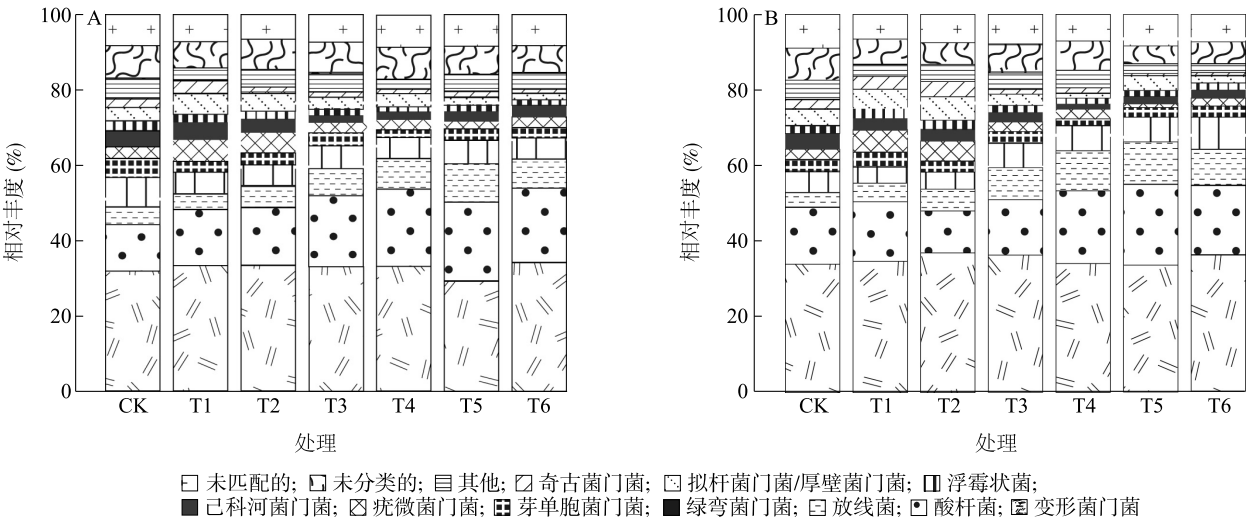 A
B
100
80
60
40
20
0
相对丰度 (%)
CK T1 T2 T3 T4 T5 T6
处理
100
80
60
40
20
0
相对丰度 (%)
CK T1 T2 T3 T4 T5 T6
处理
未匹配的; 未分类的; 其他; 奇古菌门菌; 拟杆菌门菌/厚壁菌门菌; 浮霉状菌;
己科河菌门菌; 疣微菌门菌; 芽单胞菌门菌; 绿弯菌门菌; 放线菌; 酸杆菌; 变形菌门菌